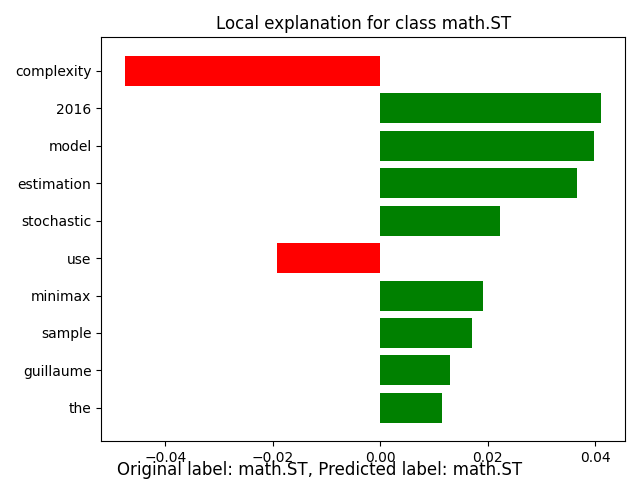 Local explanation for class math.ST
complexity
2016
model
estimation
stochastic
use
minimax
sample
guillaume
the
−0.04 −0.02 0.00 0.02 0.04
Original label: math.ST, Predicted label: math.ST